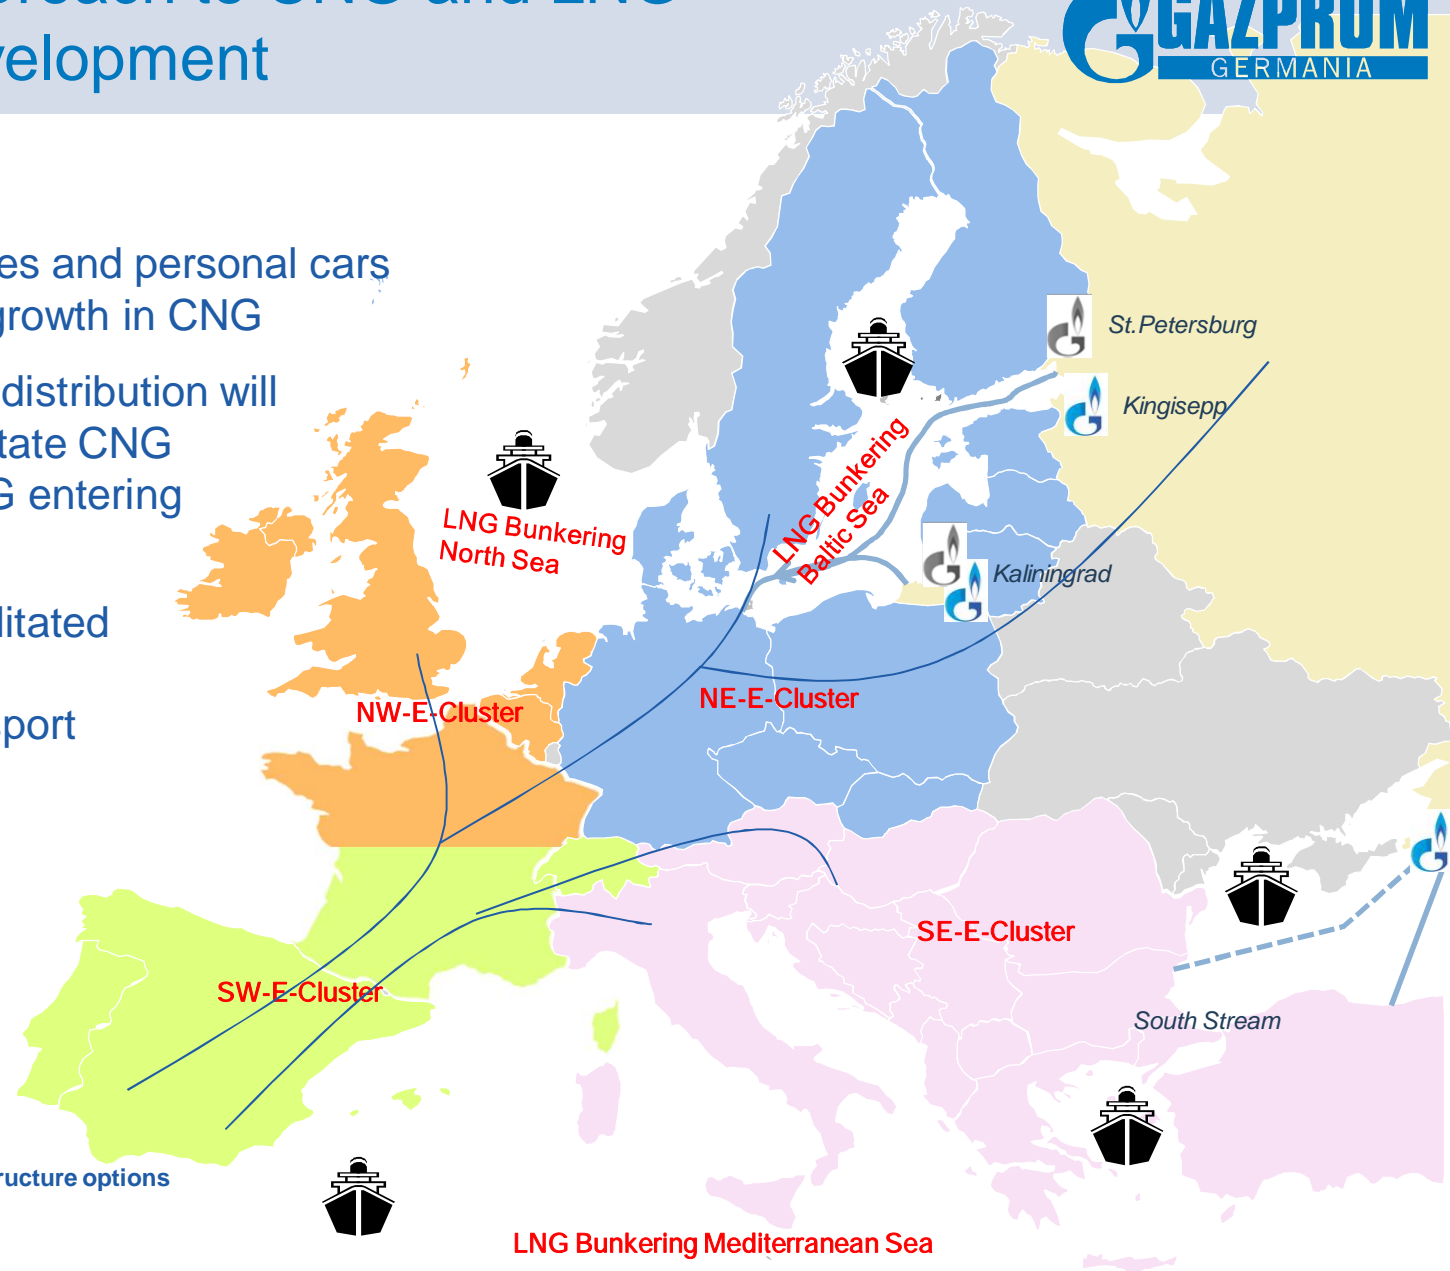 velopment
GAZPRUM
GERMANIA
es and personal cars
growth in CNG
distribution will
tate CNG
G entering
litated
port
ructure options
St.Petersburg
Kingisepp
Kaliningrad
LNG Bunkering
Baltic Sea
LNG Bunkering
North Sea
NW-E-Cluster
NE-E-Cluster
SE-E-Cluster
SW-E-Cluster
South Stream
LNG Bunkering Mediterranean Sea